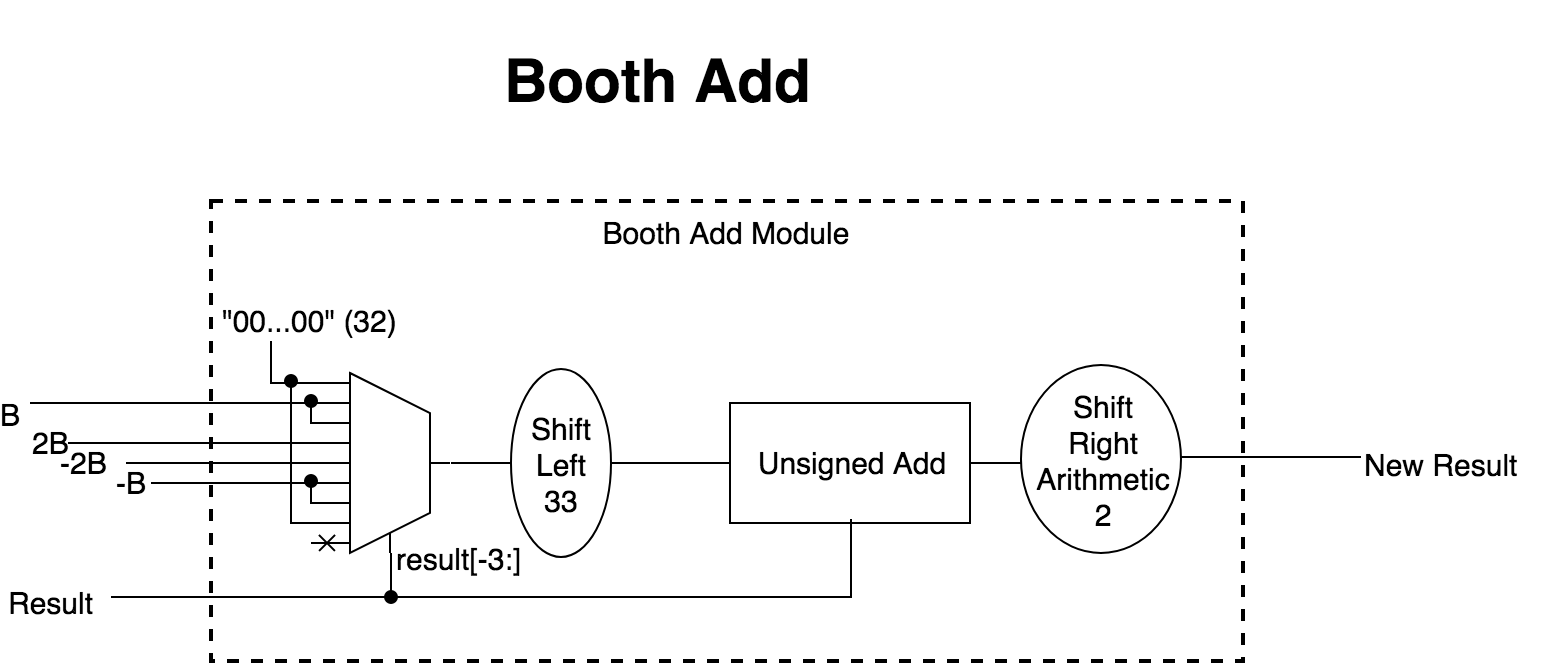 Booth Add
Booth Add Module
"00...00" (32)
B
2B
-2B
-B
Shift
Left
33
Unsigned Add
Shift
Right
Arithmetic
2
New Result
result[-3:]
Result